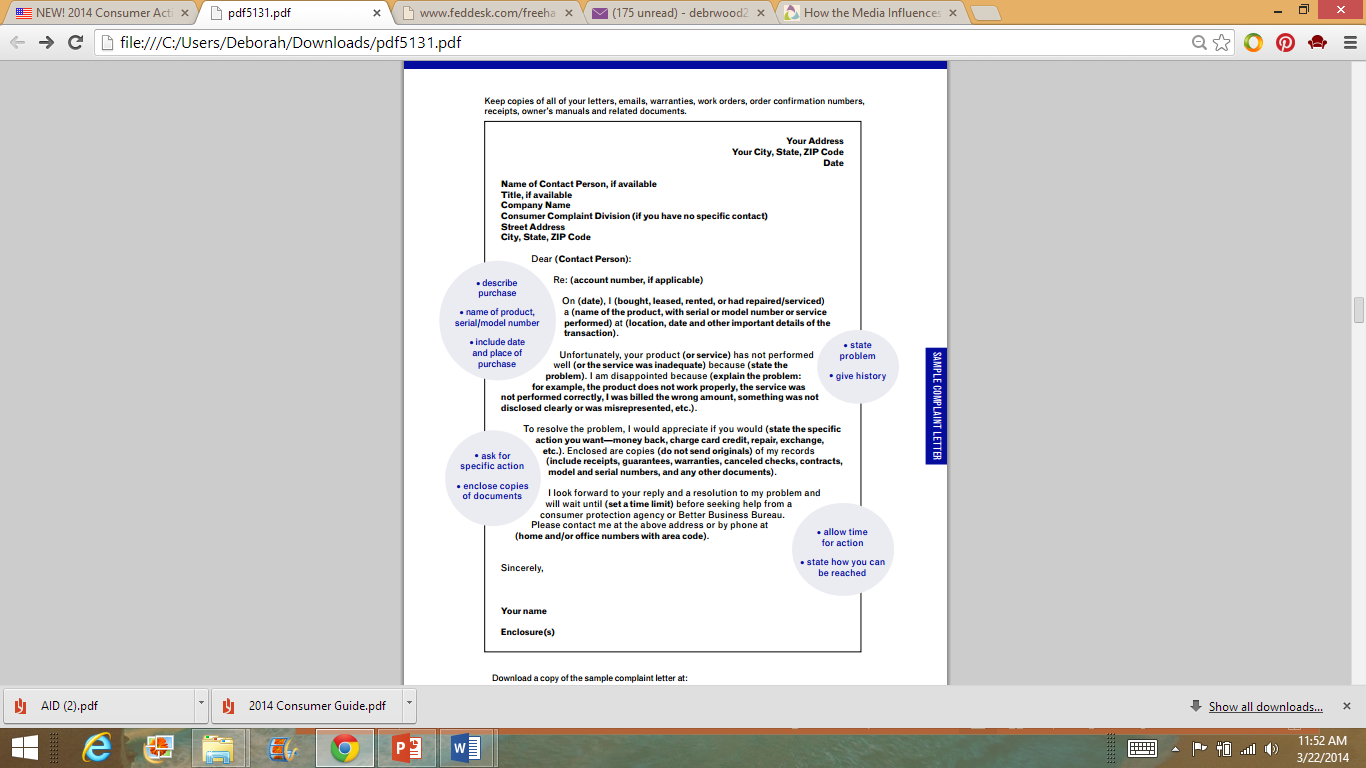 NEW! 2014 Consumer Act
pdf5131.pdf
www.feddesk.com/freeha
(175 unread) - debrwood2
How the Media Influences
file:///C:/Users/Deborah/Downloads/pdf5131.pdf
Keep copies of all of your letters, emails, warranties, work orders, order confirmation numbers,
receipts, owner's manuals and related documents.
Your Address
Your City, State, ZIP Code
Date
Name of Contact Person, if available
Title, if available
Company Name
Consumer Complaint Division (if you have no specific contact)
Street Address
City, State, ZIP Code
Dear (Contact Person):
Re: (account number, if applicable)
• describe
purchase
• name of product,
serial/model number
• include date
and place of
purchase
On (date), I (bought, leased, rented, or had repaired/serviced)
a (name of the product, with serial or model number or service
performed) at (location, date and other important details of the
transaction).
Unfortunately, your product (or service) has not performed
well (or the service was inadequate) because (state the
problem). I am disappointed because (explain the problem:
for example, the product does not work properly, the service was
not performed correctly, I was billed the wrong amount, something was not
disclosed clearly or was misrepresented, etc.).
• state
problem
• give history
SAMPLE COMPLAINT LETTER
To resolve the problem, I would appreciate if you would (state the specific
action you want—money back, charge card credit, repair, exchange,
etc.). Enclosed are copies (do not send originals) of my records
(include receipts, guarantees, warranties, canceled checks, contracts,
model and serial numbers, and any other documents).
• ask for
specific action
• enclose copies
of documents
I look forward to your reply and a resolution to my problem and
will wait until (set a time limit) before seeking help from a
consumer protection agency or Better Business Bureau.
Please contact me at the above address or by phone at
(home and/or office numbers with area code).
• allow time
for action
• state how you can
be reached
Sincerely,
Your name
Enclosure(s)
Download a copy of the sample complaint letter at:
AID (2).pdf
2014 Consumer Guide.pdf
Show all downloads...
11:52 AM
3/22/2014